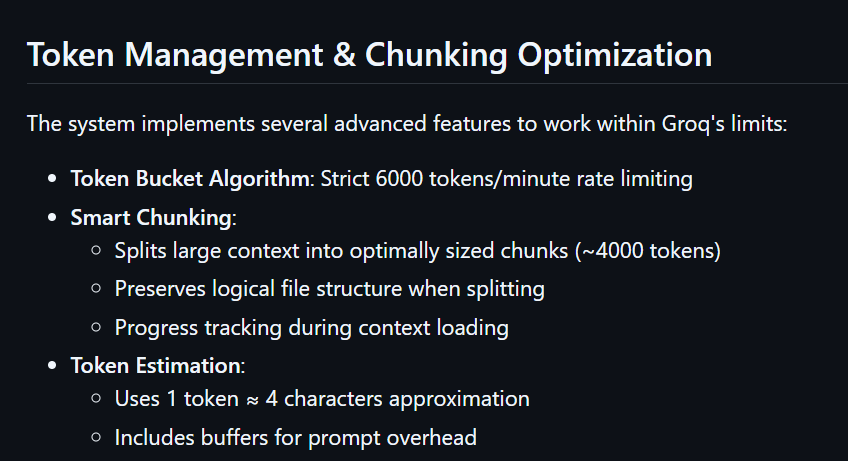 Token Management & Chunking Optimization
The system implements several advanced features to work within Groq's limits:
• Token Bucket Algorithm: Strict 6000 tokens/minute rate limiting
• Smart Chunking:
◦ Splits large context into optimally sized chunks (~4000 tokens)
◦ Preserves logical file structure when splitting
◦ Progress tracking during context loading
• Token Estimation:
◦ Uses 1 token ≈ 4 characters approximation
◦ Includes buffers for prompt overhead